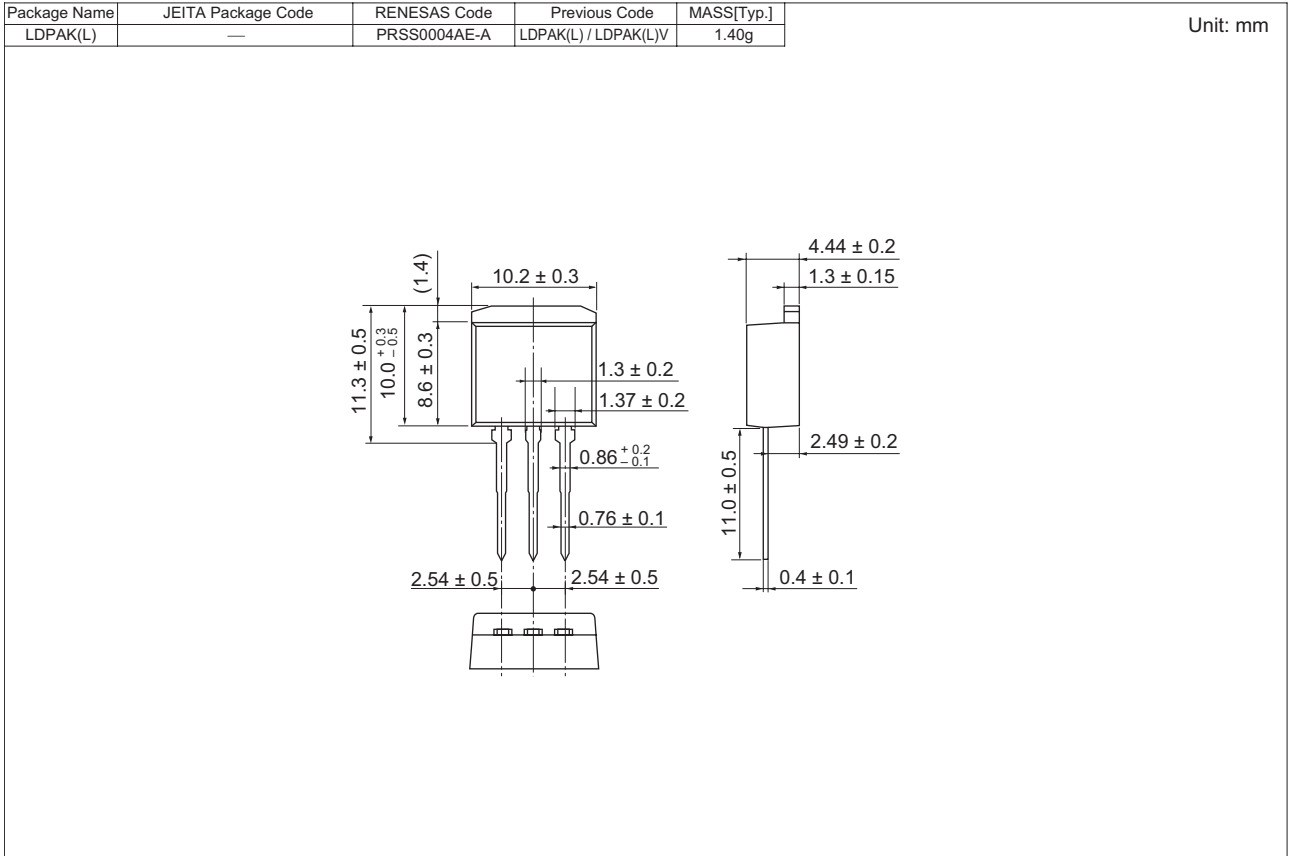 Package Name JEITA Package Code RENESAS Code Previous Code MASS[Typ.]
LDPAK(L) — PRSS0004AE-A LDPAK(L) / LDPAK(L)V 1.40g
Unit: mm
4.44 ± 0.2
(1.4)
10.2 ± 0.3
1.3 ± 0.15
11.3 ± 0.5
10.0 + 0.3 – 0.5
8.6 ± 0.3
1.3 ± 0.2
1.37 ± 0.2
2.49 ± 0.2
0.86 + 0.2 – 0.1
11.0 ± 0.5
0.76 ± 0.1
2.54 ± 0.5
2.54 ± 0.5
0.4 ± 0.1